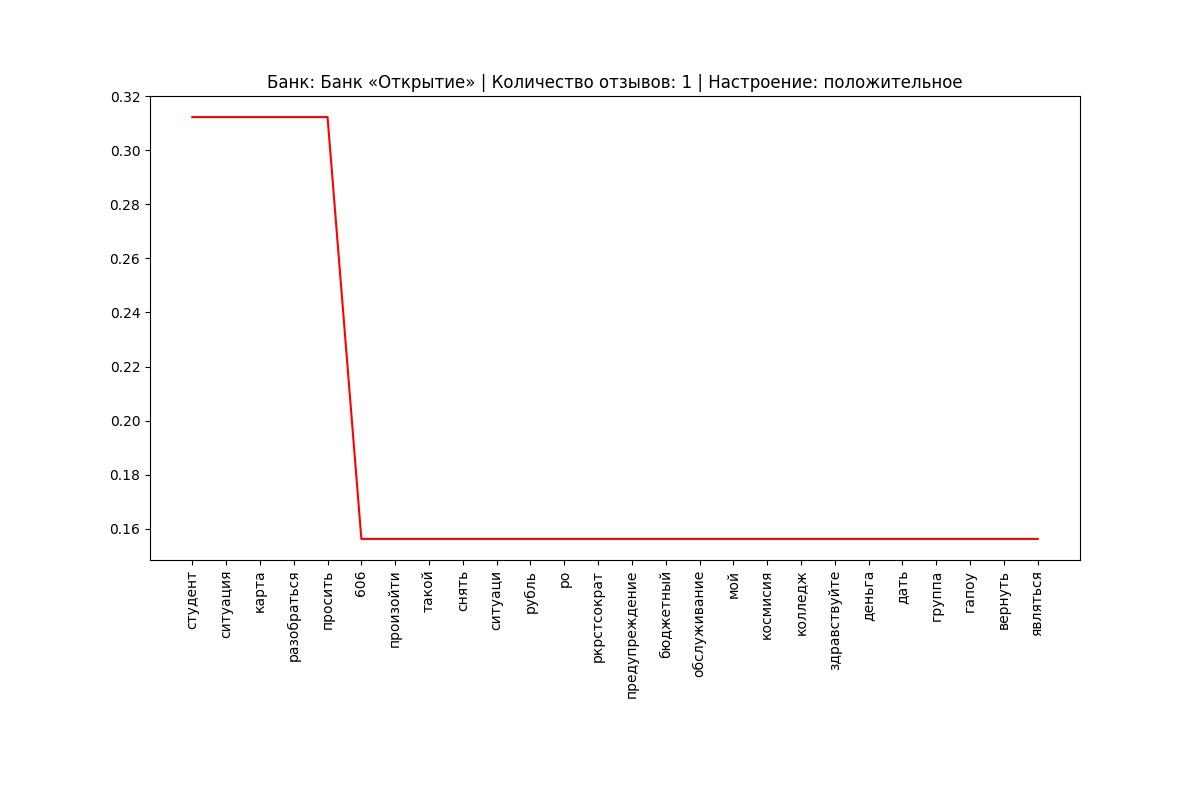 Банк: Банк «Открытие» | Количество отзывов: 1 | Настроение: положительное
0.32
0.30
0.28
0.26
0.24
0.22
0.20
0.18
0.16
студент
ситуация
карта
разобраться
просить
606
произойти
такой
снять
ситуаци
рубль
ро
ркрстсократ
предупреждение
бюджетный
обслуживание
мой
космисия
колледж
здравствуйте
деньга
дать
группа
гапоу
вернуть
являться